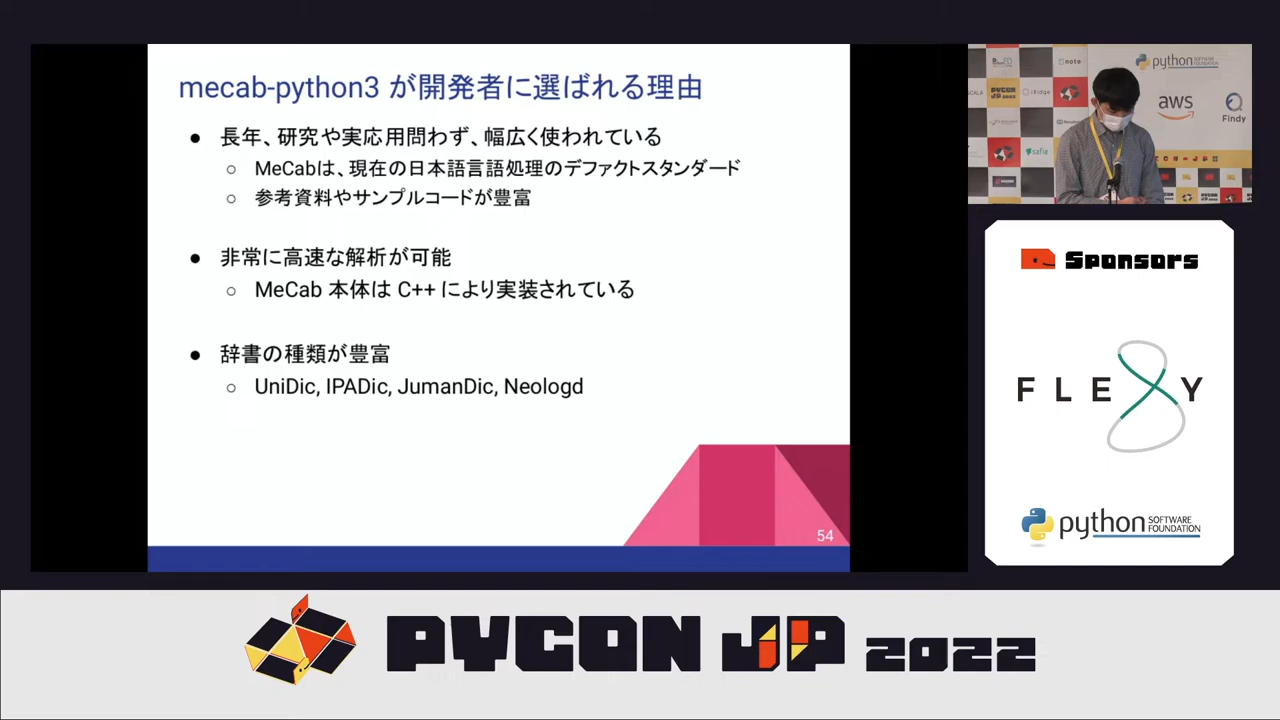 mecab-python3 が開発者に選ばれる理由
● 長年、研究や実応用問わず、幅広く使われている
○ MeCabは、現在の日本語言語処理のデファクトスタンダード
○ 参考資料やサンプルコードが豊富
● 非常に高速な解析が可能
○ MeCab 本体は C++ により実装されている
● 辞書の種類が豊富
○ UniDic, IPADic, JumanDic, Neologd
54
note
python
SOFTWARE FOUNDATION
PYCON JP 2022
aws
Findy
Sponsors
FLEXY
python
SOFTWARE
FOUNDATION
PYCON JP 2022